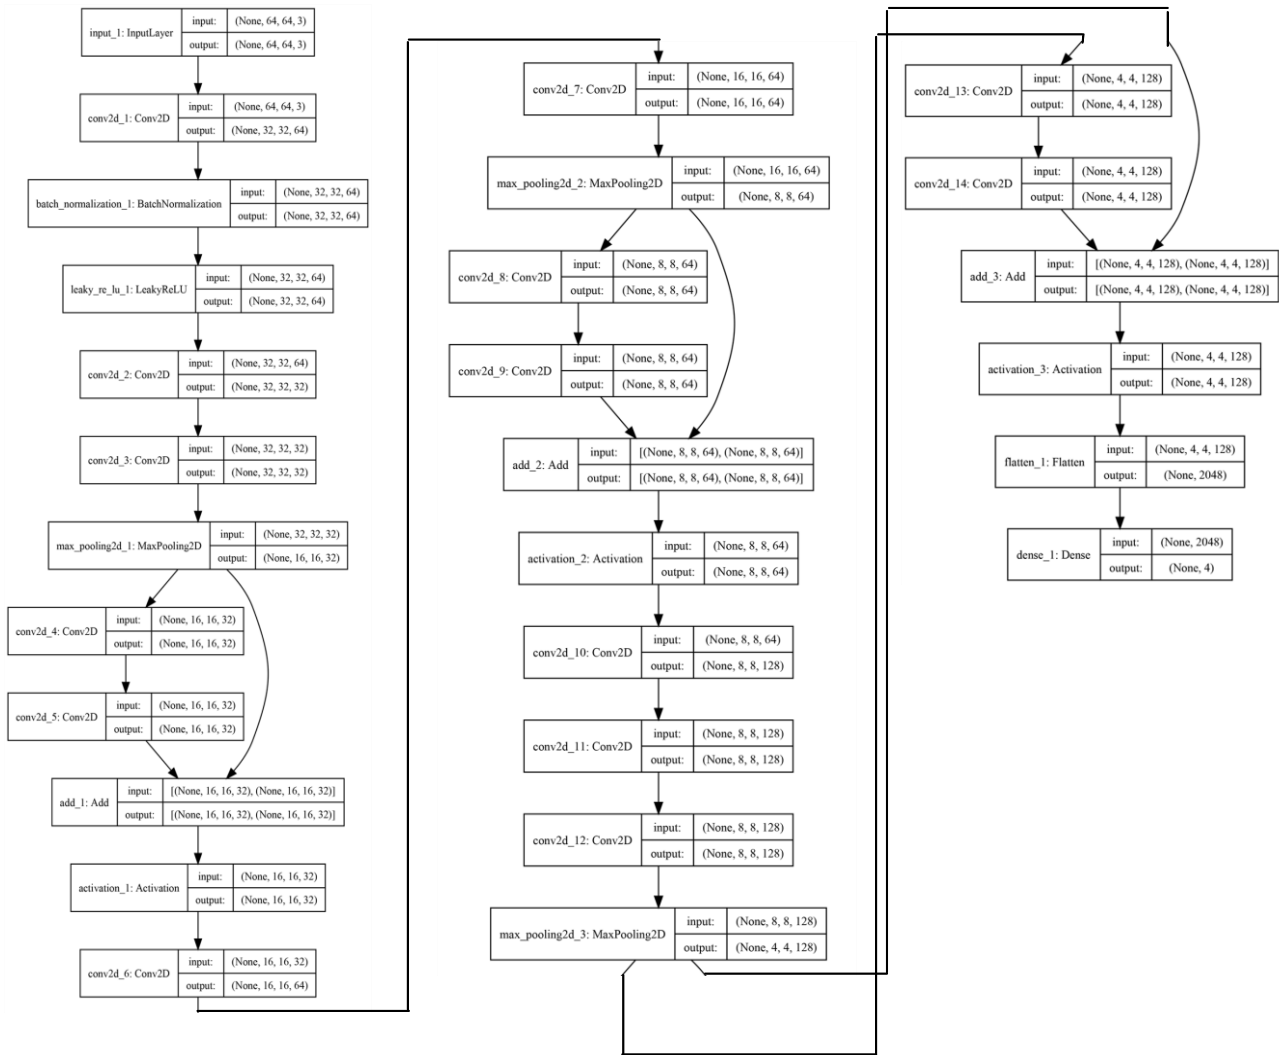 input_1: InputLayer
input: (None, 64, 64, 3)
output: (None, 64, 64, 3)
conv2d_1: Conv2D
input: (None, 64, 64, 3)
output: (None, 32, 32, 64)
batch_normalization_1: BatchNormalization
input: (None, 32, 32, 64)
output: (None, 32, 32, 64)
leaky_re_lu_1: LeakyReLU
input: (None, 32, 32, 64)
output: (None, 32, 32, 64)
conv2d_2: Conv2D
input: (None, 32, 32, 64)
output: (None, 32, 32, 32)
conv2d_3: Conv2D
input: (None, 32, 32, 32)
output: (None, 32, 32, 32)
max_pooling2d_1: MaxPooling2D
input: (None, 32, 32, 32)
output: (None, 16, 16, 32)
conv2d_4: Conv2D
input: (None, 16, 16, 32)
output: (None, 16, 16, 32)
conv2d_5: Conv2D
input: (None, 16, 16, 32)
output: (None, 16, 16, 32)
add_1: Add
input: [(None, 16, 16, 32), (None, 16, 16, 32)]
output: [(None, 16, 16, 32), (None, 16, 16, 32)]
activation_1: Activation
input: (None, 16, 16, 32)
output: (None, 16, 16, 32)
conv2d_6: Conv2D
input: (None, 16, 16, 32)
output: (None, 16, 16, 64)
conv2d_7: Conv2D
input: (None, 16, 16, 64)
output: (None, 16, 16, 64)
max_pooling2d_2: MaxPooling2D
input: (None, 16, 16, 64)
output: (None, 8, 8, 64)
conv2d_8: Conv2D
input: (None, 8, 8, 64)
output: (None, 8, 8, 64)
conv2d_9: Conv2D
input: (None, 8, 8, 64)
output: (None, 8, 8, 64)
add_2: Add
input: [(None, 8, 8, 64), (None, 8, 8, 64)]
output: [(None, 8, 8, 64), (None, 8, 8, 64)]
activation_2: Activation
input: (None, 8, 8, 64)
output: (None, 8, 8, 64)
conv2d_10: Conv2D
input: (None, 8, 8, 64)
output: (None, 8, 8, 128)
conv2d_11: Conv2D
input: (None, 8, 8, 128)
output: (None, 8, 8, 128)
conv2d_12: Conv2D
input: (None, 8, 8, 128)
output: (None, 8, 8, 128)
max_pooling2d_3: MaxPooling2D
input: (None, 8, 8, 128)
output: (None, 4, 4, 128)
conv2d_13: Conv2D
input: (None, 4, 4, 128)
output: (None, 4, 4, 128)
conv2d_14: Conv2D
input: (None, 4, 4, 128)
output: (None, 4, 4, 128)
add_3: Add
input: [(None, 4, 4, 128), (None, 4, 4, 128)]
output: [(None, 4, 4, 128), (None, 4, 4, 128)]
activation_3: Activation
input: (None, 4, 4, 128)
output: (None, 4, 4, 128)
flatten_1: Flatten
input: (None, 4, 4, 128)
output: (None, 2048)
dense_1: Dense
input: (None, 2048)
output: (None, 4)